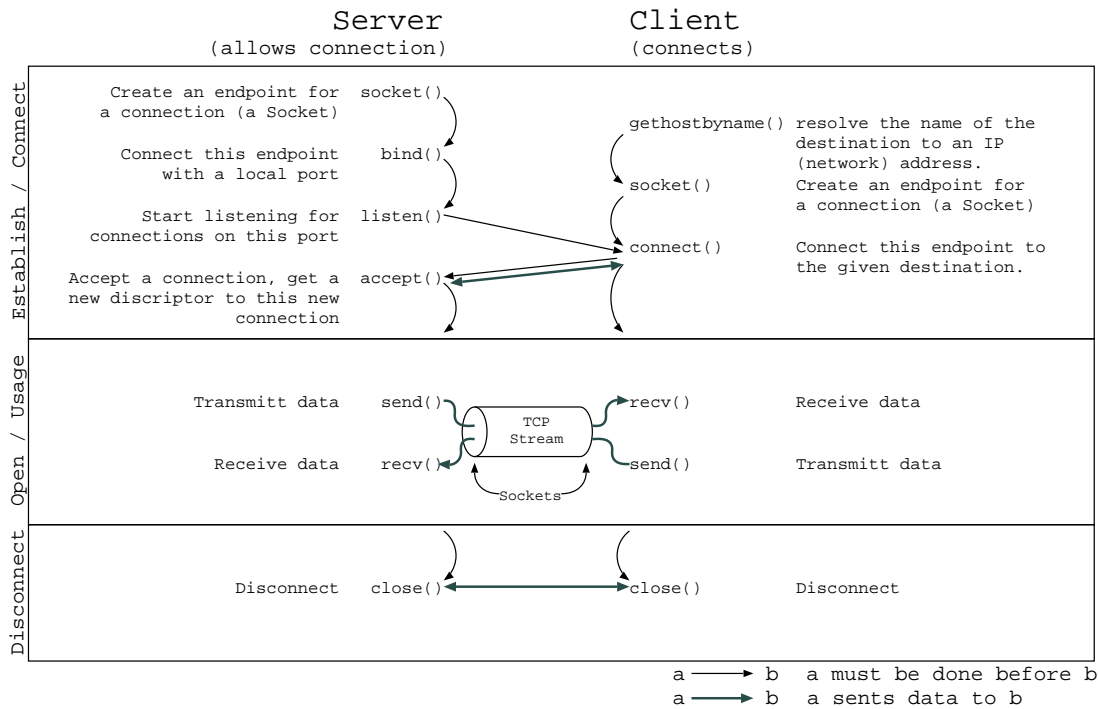 Server
(allows connection)
Client
(connects)
Establish / Connect
Create an endpoint for
a connection (a Socket)
socket()
Connect this endpoint
with a local port
bind()
Start listening for
connections on this port
listen()
Accept a connection, get a
new discriptor to this new
connection
accept()
gethostbyname()
resolve the name of the
destination to an IP
(network) address.
socket()
Create an endpoint for
a connection (a Socket)
connect()
Connect this endpoint to
the given destination.
Open / Usage
Transmitt data
send()
Receive data
recv()
TCP
Stream
Sockets
recv()
Receive data
send()
Transmitt data
Disconnect
Disconnect
close()
close()
Disconnect
a b a must be done before b
a b a sents data to b